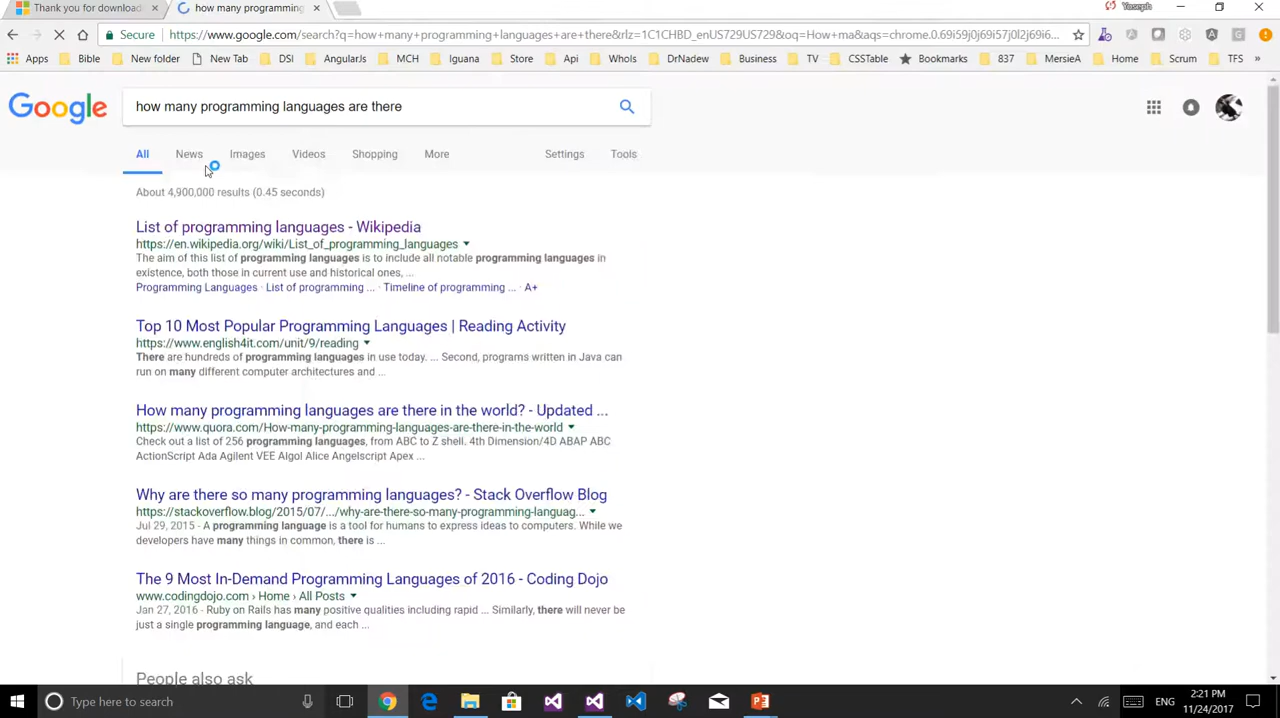 Thank you for download
how many programming
Yoseph
Secure
https://www.google.com/search?q=how+many+programming+languages+are+there&rlz=1C1CHBD_enUS729US729&oq=How+ma&aqs=chrome.0.69i59j0j69i57j0l2j69i6...
Apps Bible New folder New Tab DSi AngularJs MCH Iguana Store Api WhoIs DrNadew Business TV CSSTable Bookmarks 837 MersieA Home Scrum TFS »
Google
how many programming languages are there
All News Images Videos Shopping More Settings Tools
About 4,900,000 results (0.45 seconds)
List of programming languages - Wikipedia
https://en.wikipedia.org/wiki/List_of_programming_languages
The aim of this list of programming languages is to include all notable programming languages in
existence, both those in current use and historical ones, ...
Programming Languages · List of programming ... · Timeline of programming ... · A+
Top 10 Most Popular Programming Languages | Reading Activity
https://www.english4it.com/unit/9/reading
There are hundreds of programming languages in use today. ... Second, programs written in Java can
run on many different computer architectures and ...
How many programming languages are there in the world? - Updated ...
https://www.quora.com/How-many-programming-languages-are-there-in-the-world
Check out a list of 256 programming languages, from ABC to Z shell. 4th Dimension/4D ABAP ABC
ActionScript Ada Agilent VEE Algol Alice Angelscript Apex ...
Why are there so many programming languages? - Stack Overflow Blog
https://stackoverflow.blog/2015/07/.../why-are-there-so-many-programming-languag...
Jul 29, 2015 - A programming language is a tool for humans to express ideas to computers. While we
developers have many things in common, there is ...
The 9 Most In-Demand Programming Languages of 2016 - Coding Dojo
www.codingdojo.com › Home › All Posts
Jan 27, 2016 - Ruby on Rails has many positive qualities including rapid ... Similarly, there will never be
just a single programming language, and each ...
People also ask
Type here to search
ENG
2:21 PM
11/24/2017